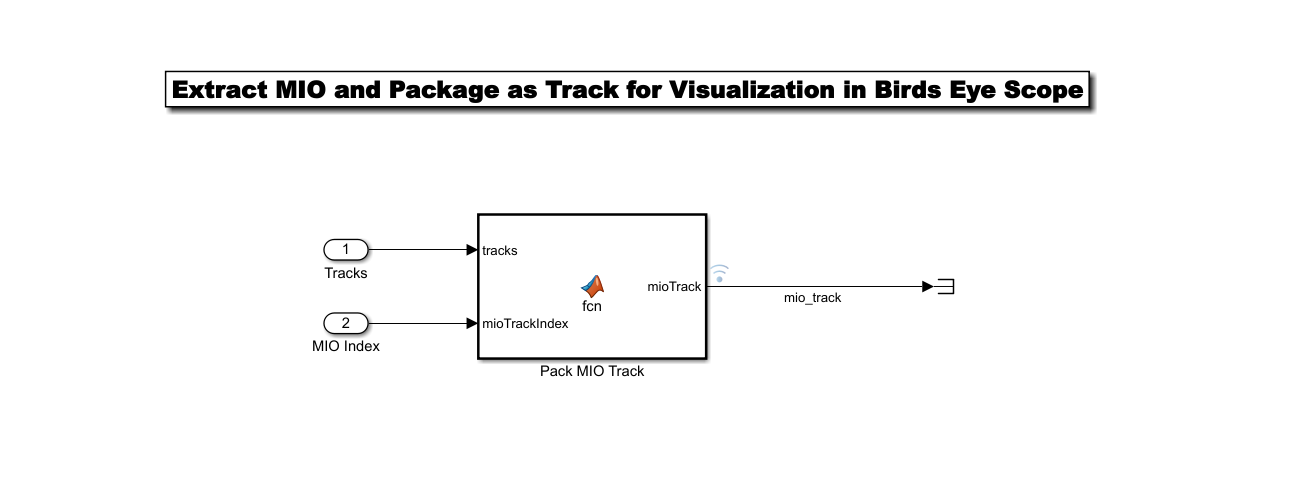 Extract MIO and Package as Track for Visualization in Birds Eye Scope
1
Tracks
2
MIO Index
tracks
mioTrackIndex
fcn
mioTrack
Pack MIO Track
mio_track